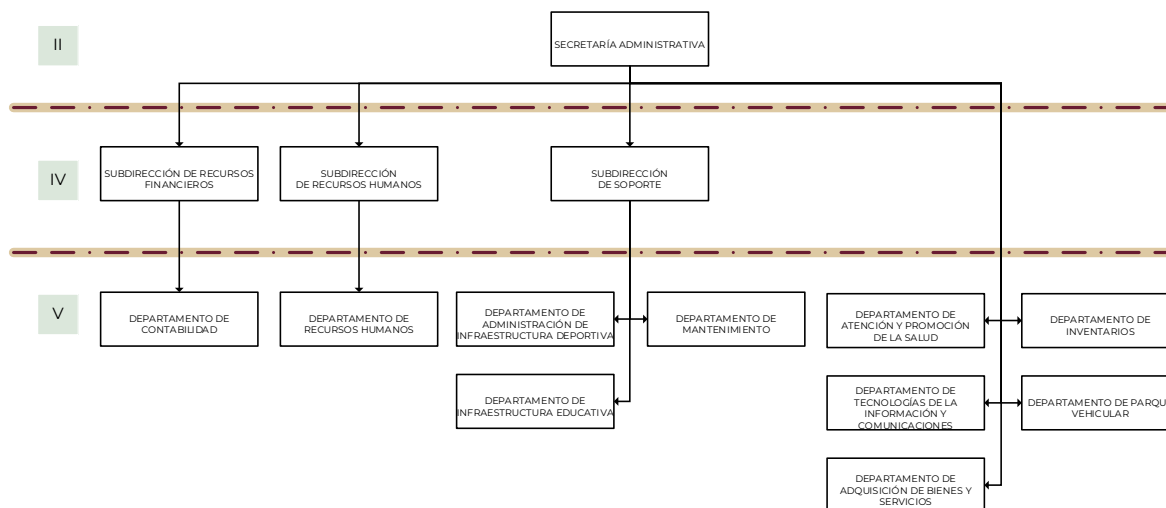 II
SECRETARÍA ADMINISTRATIVA
IV
SUBDIRECCIÓN DE RECURSOS
FINANCIEROS
SUBDIRECCIÓN
DE RECURSOS HUMANOS
SUBDIRECCIÓN
DE SOPORTE
V
DEPARTAMENTO DE
CONTABILIDAD
DEPARTAMENTO DE
RECURSOS HUMANOS
DEPARTAMENTO DE
ADMINISTRACIÓN DE
INFRAESTRUCTURA DEPORTIVA
DEPARTAMENTO DE
MANTENIMIENTO
DEPARTAMENTO DE
ATENCIÓN Y PROMOCIÓN
DE LA SALUD
DEPARTAMENTO DE
INVENTARIOS
DEPARTAMENTO DE
INFRAESTRUCTURA EDUCATIVA
DEPARTAMENTO DE
TECNOLOGÍAS DE LA
INFORMACIÓN Y
COMUNICACIONES
DEPARTAMENTO DE PARQU
VEHICULAR
DEPARTAMENTO DE
ADQUISICIÓN DE BIENES Y
SERVICIOS